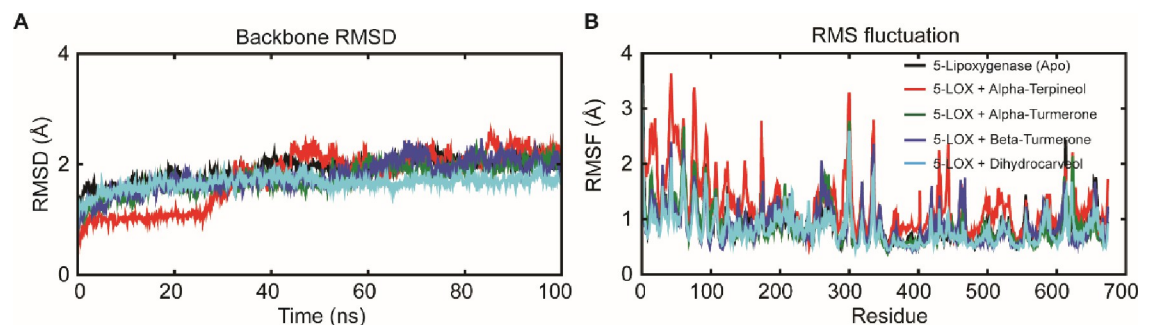 A
Backbone RMSD
4
2
0
RMSD (Å)
0 20 40 60 80 100
Time (ns)
B
RMS fluctuation
4
3
2
1
0
RMSF (Å)
5-Lipoxygenase (Apo)
5-LOX + Alpha-Terpineol
5-LOX + Alpha-Turmerone
5-LOX + Beta-Turmerone
5-LOX + Dihydrocarveol
0 100 200 300 400 500 600 700
Residue